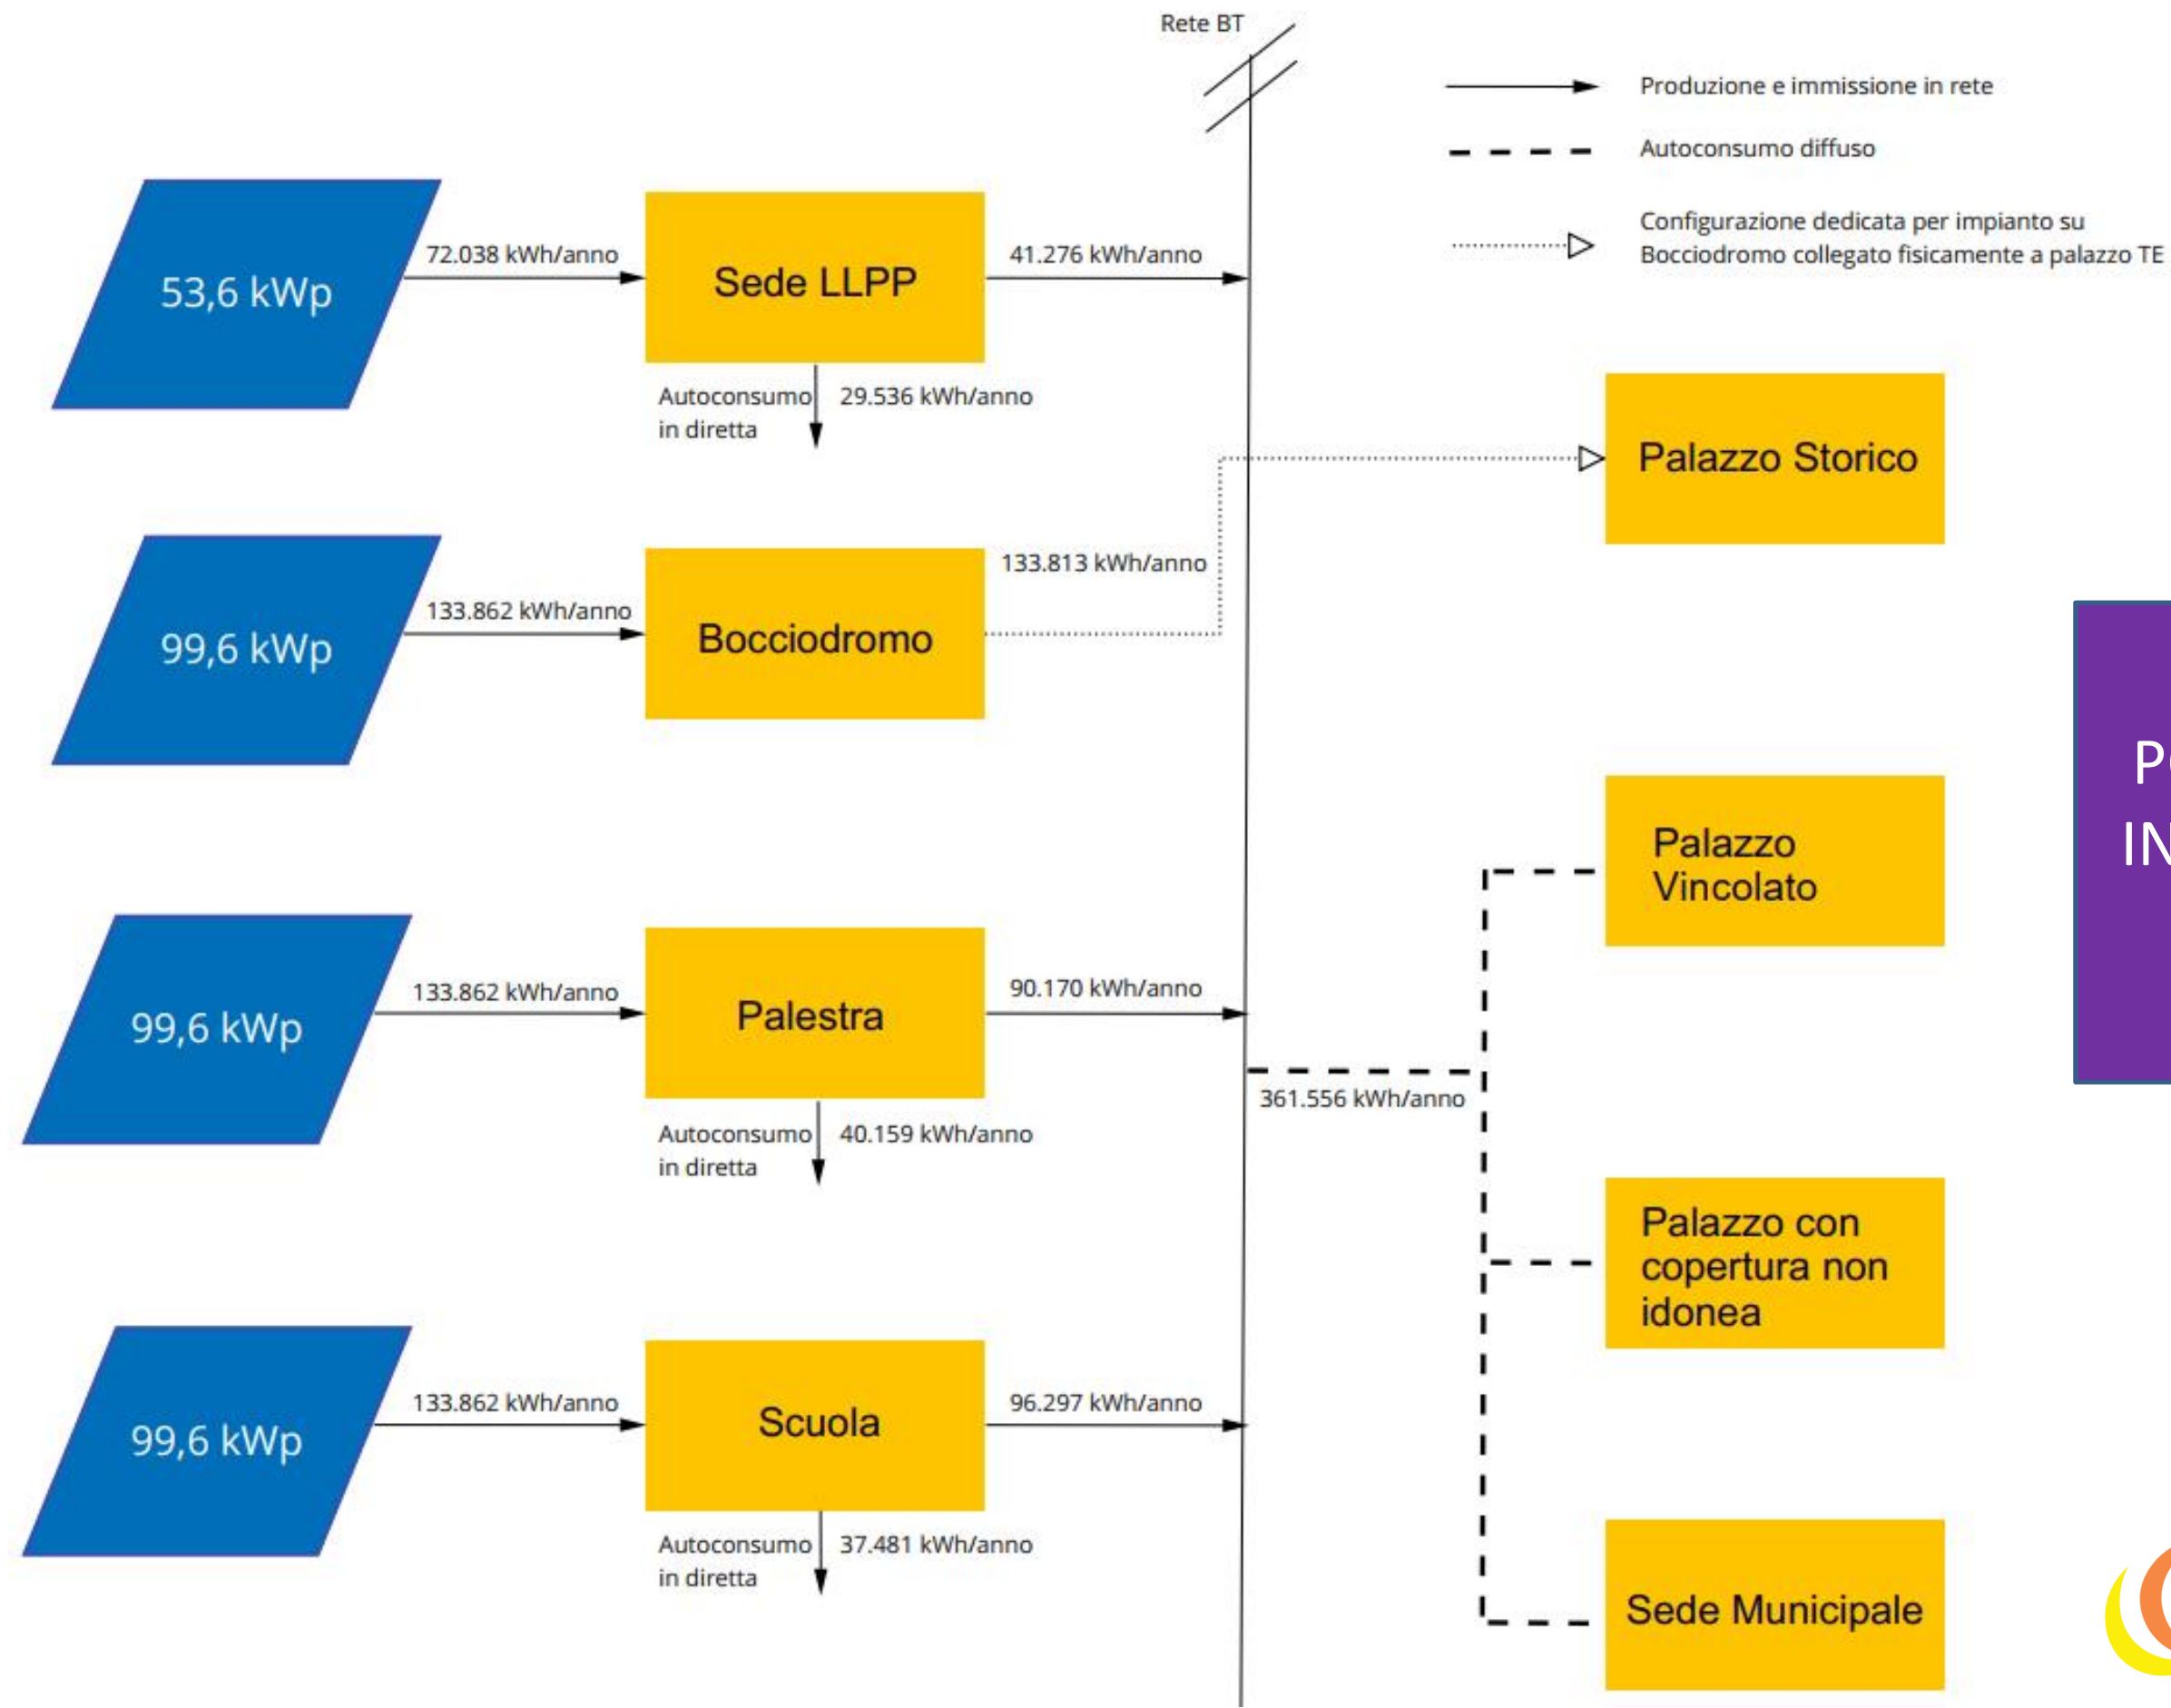 Rete BT
Produzione e immissione in rete
Autoconsumo diffuso
Configurazione dedicata per impianto su
Bocciodromo collegato fisicamente a palazzo TE
53,6 kWp
72.038 kWh/anno
Sede LLPP
41.276 kWh/anno
Autoconsumo
in diretta
29.536 kWh/anno
Palazzo Storico
99,6 kWp
133.862 kWh/anno
Bocciodromo
133.813 kWh/anno
Palazzo
Vincolato
99,6 kWp
133.862 kWh/anno
Palestra
90.170 kWh/anno
Autoconsumo
in diretta
40.159 kWh/anno
361.556 kWh/anno
Palazzo con
copertura non
idonea
99,6 kWp
133.862 kWh/anno
Scuola
96.297 kWh/anno
Autoconsumo
in diretta
37.481 kWh/anno
Sede Municipale